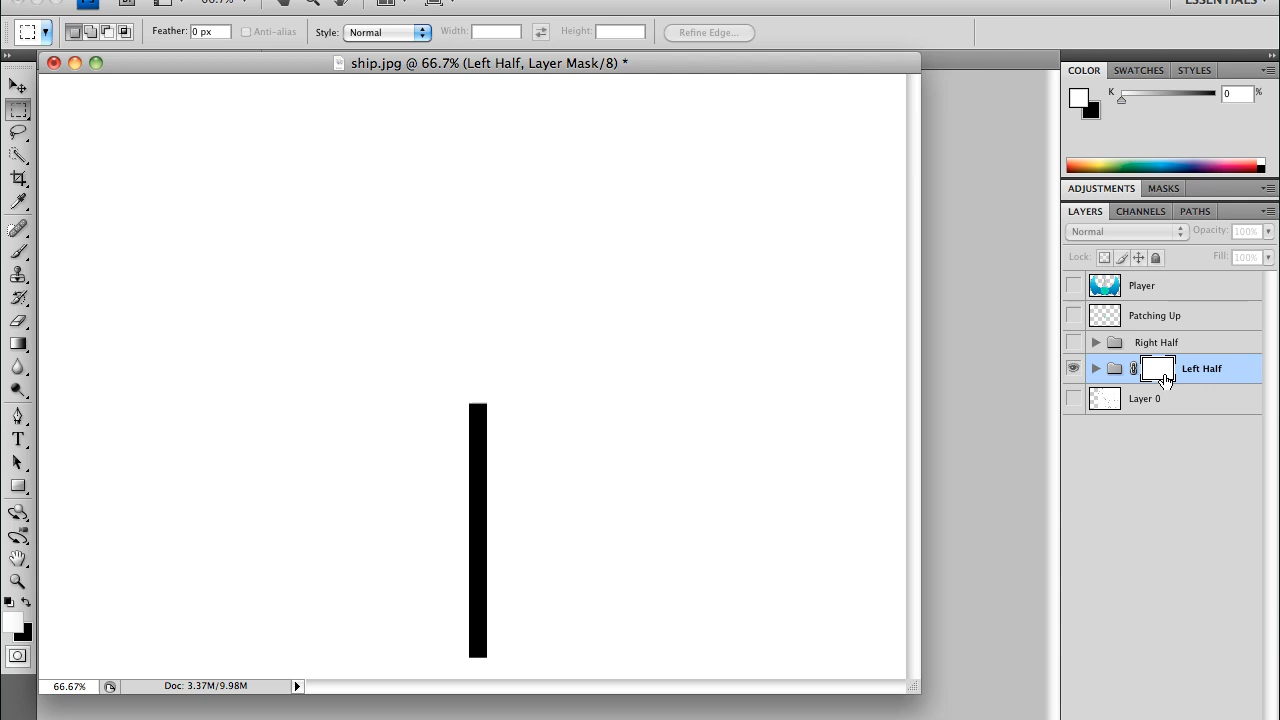 66.7%
ESSENTIALS
Feather: 0 px Anti-alias Style: Normal Width: Height: Refine Edge...
ship.jpg @ 66.7% (Left Half, Layer Mask/8) *
COLOR SWATCHES STYLES
K 0 %
ADJUSTMENTS MASKS
LAYERS CHANNELS PATHS
Normal Opacity: 100%
Lock: Fill: 100%
Player
Patching Up
Right Half
Left Half
Layer 0
T
66.67% Doc: 3.37M/9.98M